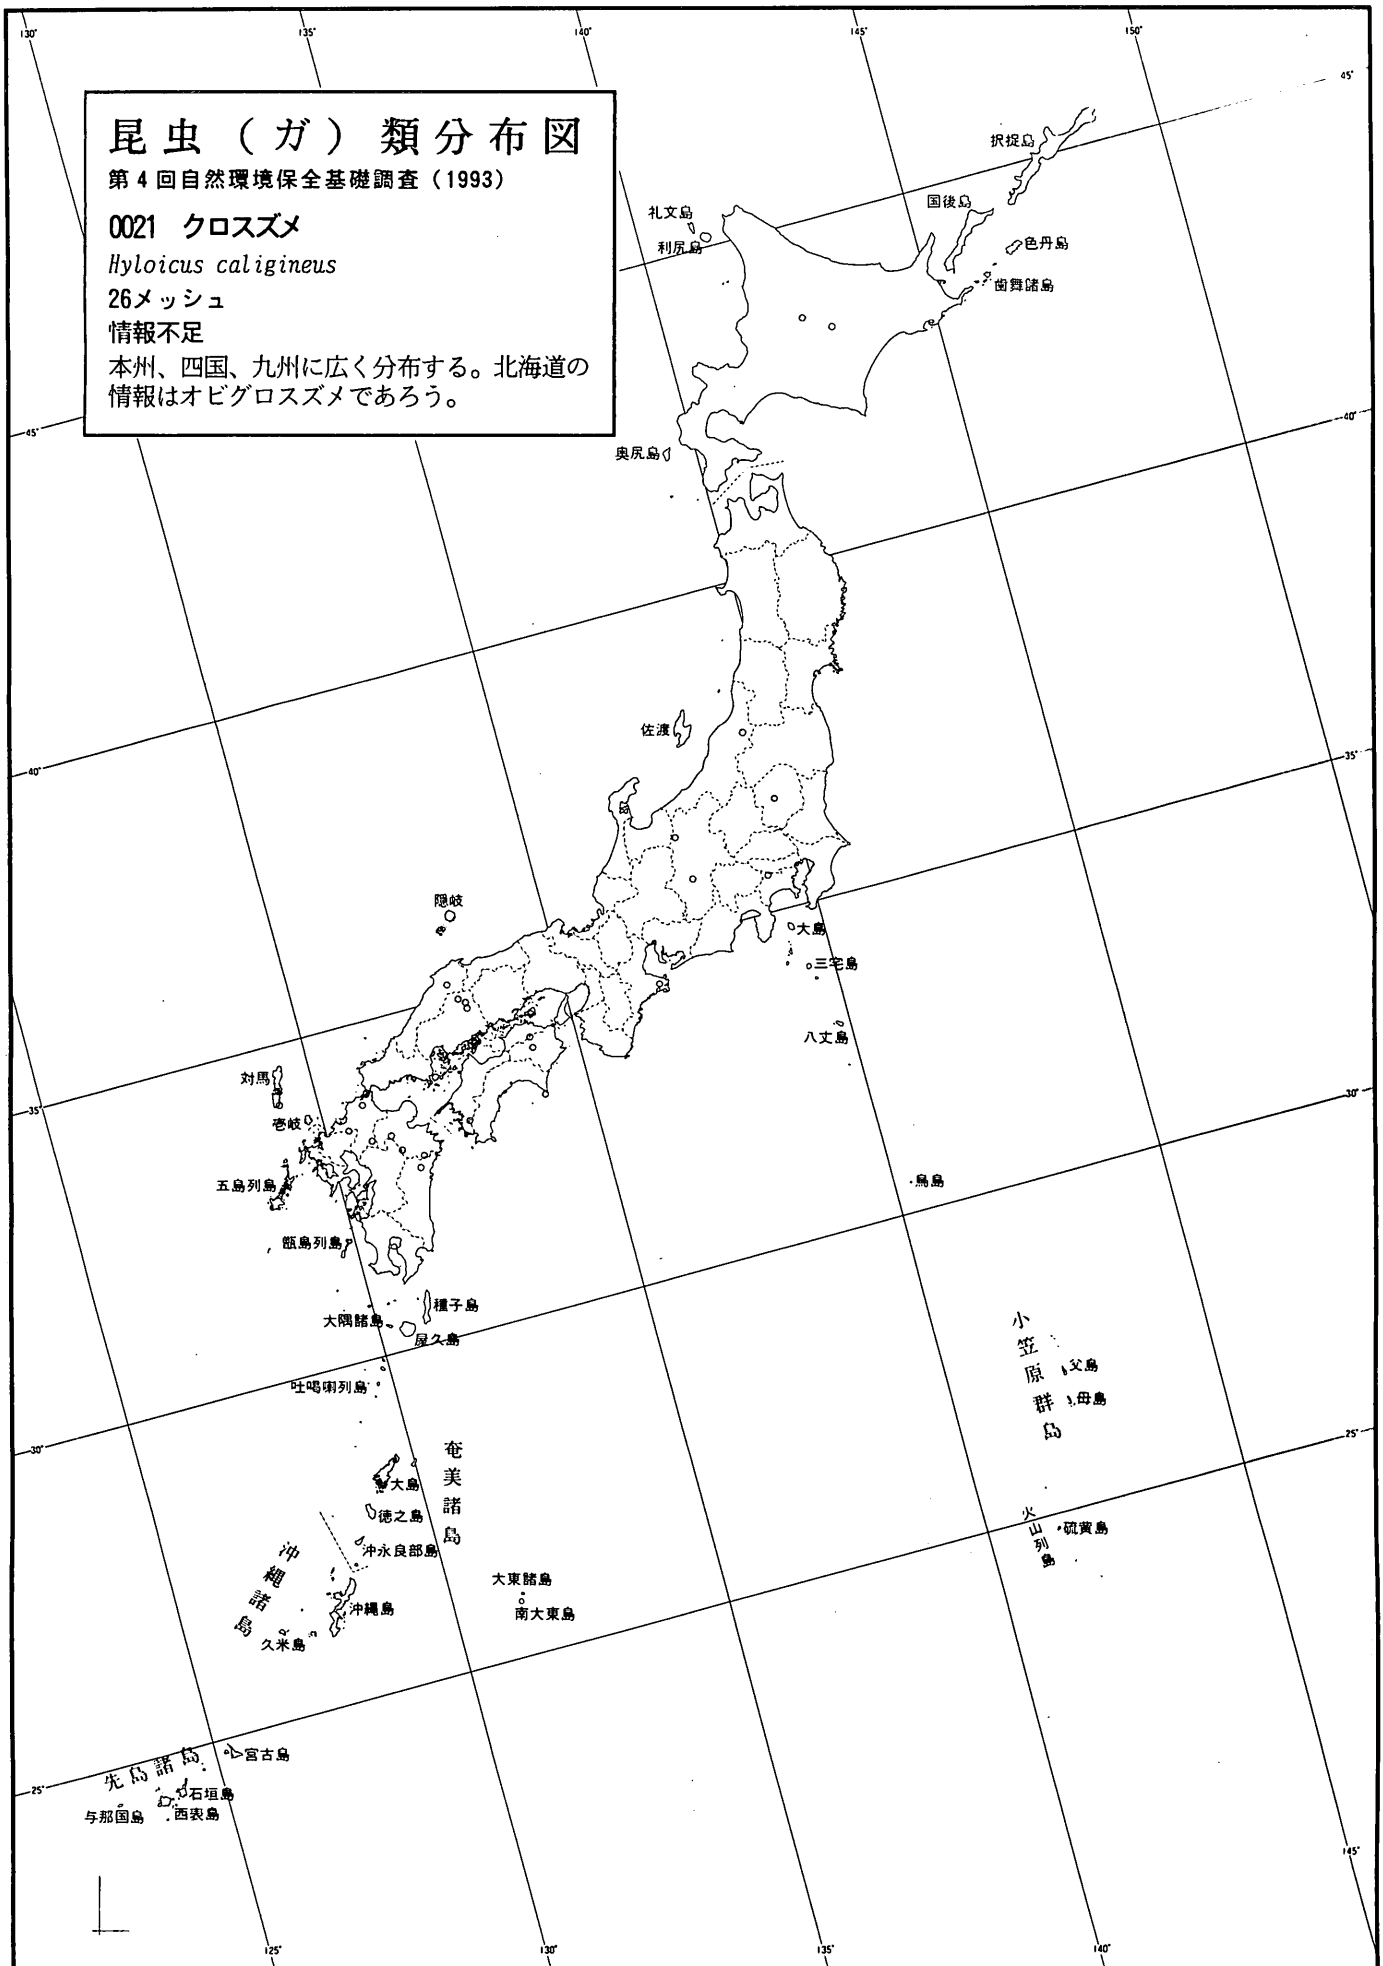 130°
135°
140°
145°
150°
45°
昆虫（ガ）類分布図
第4回自然環境保全基礎調査（1993）
0021 クロスズメ
Hyloicus caligineus
26メッシュ
情報不足
本州、四国、九州に広く分布する。北海道の
情報はオビグロスズメであろう。
択捉島
国後島
色丹島
歯舞諸島
礼文島
利尻島
40°
45°
奥尻島
佐渡
35°
40°
隠岐
大島
三宅島
八丈島
対馬
壱岐
35°
30°
五島列島
鳥島
甑島列島
種子島
大隅諸島
屋久島
吐噶喇列島
小笠原群島
父島
母島
30°
25°
奄美諸島
大島
徳之島
沖永良部島
沖縄諸島
沖縄島
久米島
大東諸島
南大東島
火山列島
硫黄島
先島諸島
宮古島
石垣島
西表島
与那国島
25°
145°
125°
130°
135°
140°